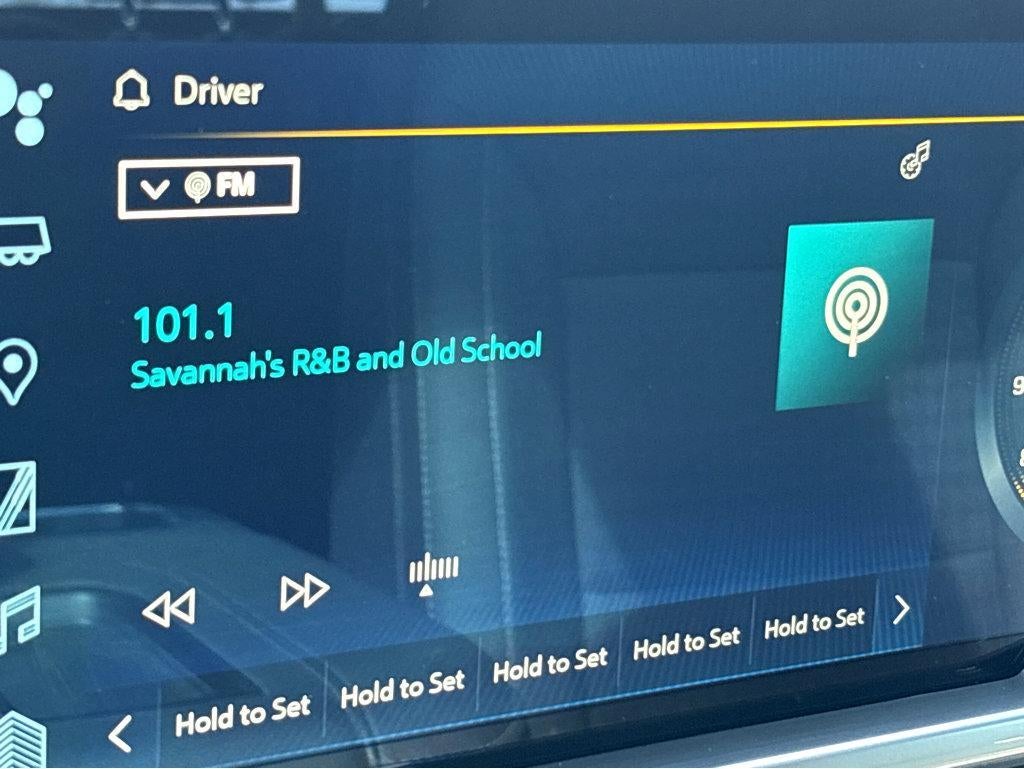 Driver
FM
101.1
Savannah's R&B and Old School
Hold to Set
Hold to Set
Hold to Set
Hold to Set
Hold to Set